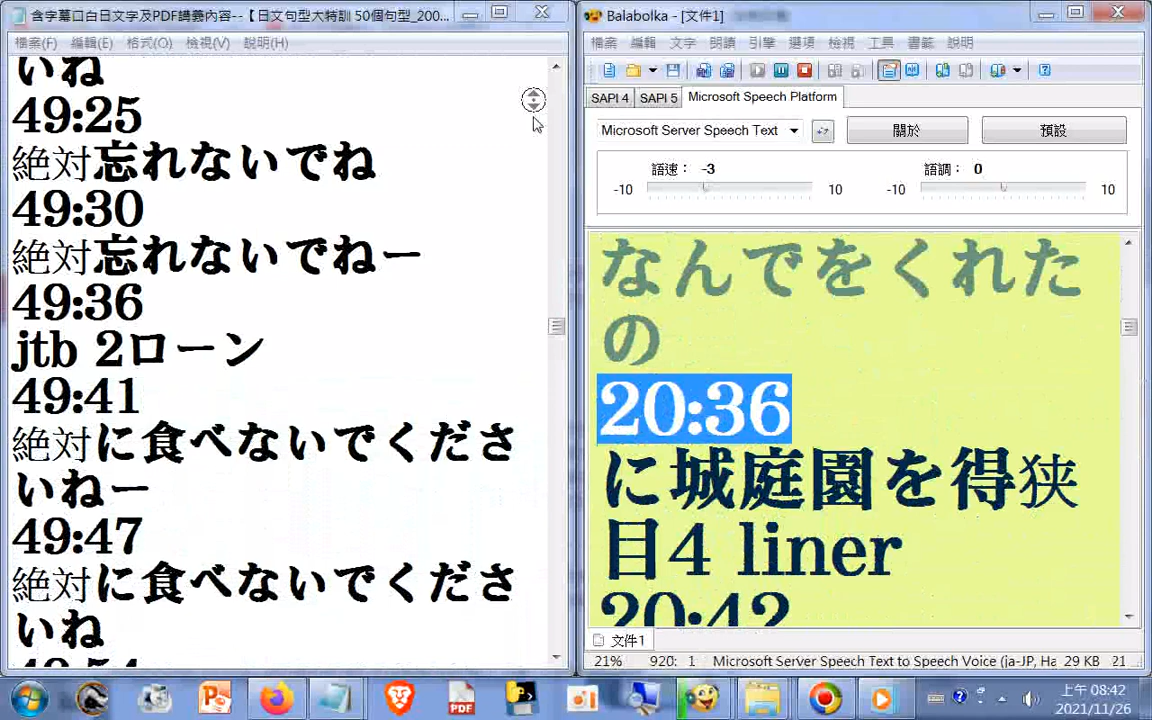 含字幕口白日文字及PDF講義內容--【日文句型大特訓 50個句型_200...
檔案(F) 編輯(E) 格式(O) 檢視(V) 說明(H)
いね
49:25
絶対忘れないでね
49:30
絶対忘れないでねー
49:36
jtb 2ローン
49:41
絶対に食べないでくださ
いねー
49:47
絶対に食べないでくださ
いね
49:54
Balabolka - [文件1]
檔案 編輯 文字 朗讀 引擎 選項 檢視 工具 書籤 說明
SAPI 4 SAPI 5 Microsoft Speech Platform
Microsoft Server Speech Text 關於 預設
語速: -3 語調: 0
-10 10 -10 10
なんでをくれた
の
20:36
に城庭園を得狭
目4 liner
20:42
文件1
21% 920: 1 Microsoft Server Speech Text to Speech Voice (ja-JP, Ha 29 KB 21
PDF
上午 08:42
2021/11/26